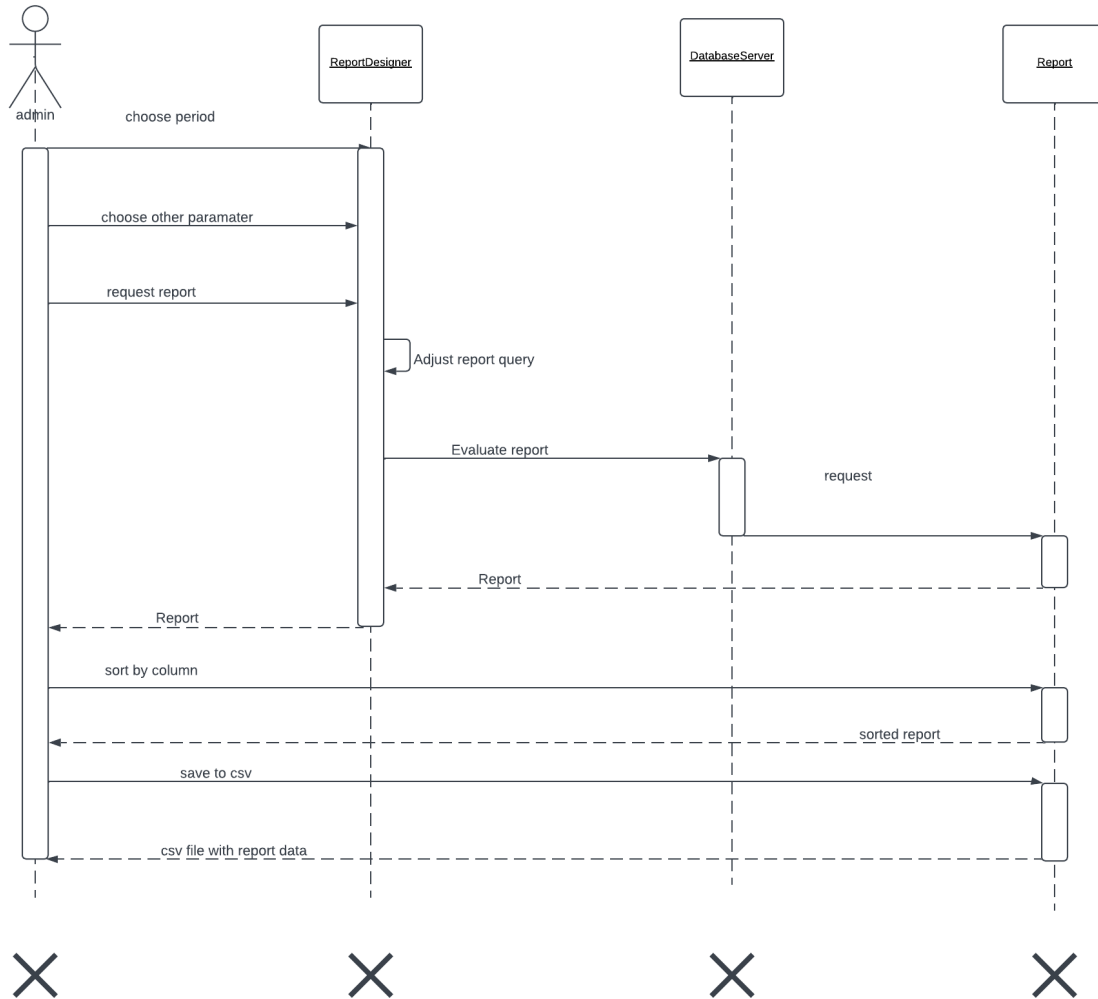 ReportDesigner
DatabaseServer
Report
admin
choose period
choose other paramater
request report
Adjust report query
Evaluate report
request
Report
Report
sort by column
sorted report
save to csv
csv file with report data